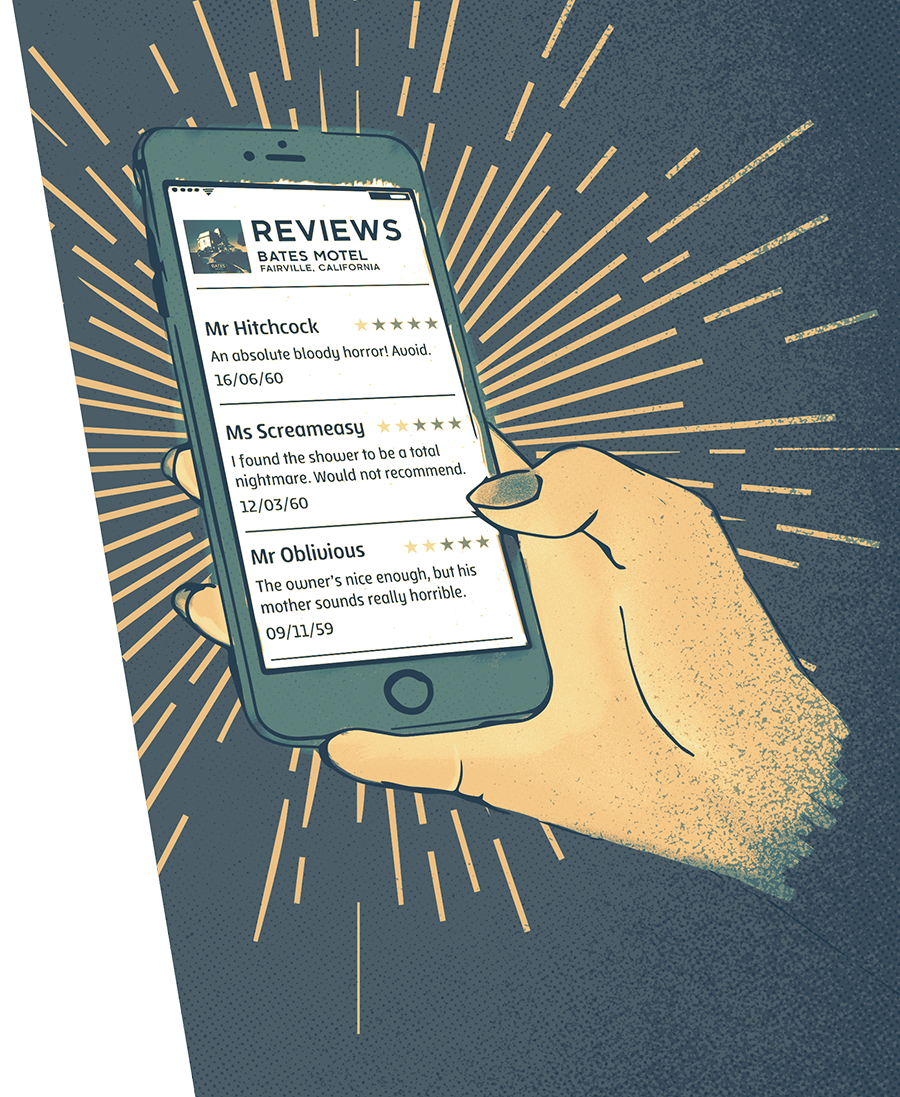 REVIEWS
BATES MOTEL
FAIRVILLE, CALIFORNIA
Mr Hitchcock
An absolute bloody horror! Avoid.
16/06/60
Ms Screameasy
I found the shower to be a total
nightmare. Would not recommend.
12/03/60
Mr Oblivious
The owner's nice enough, but his
mother sounds really horrible.
09/11/59